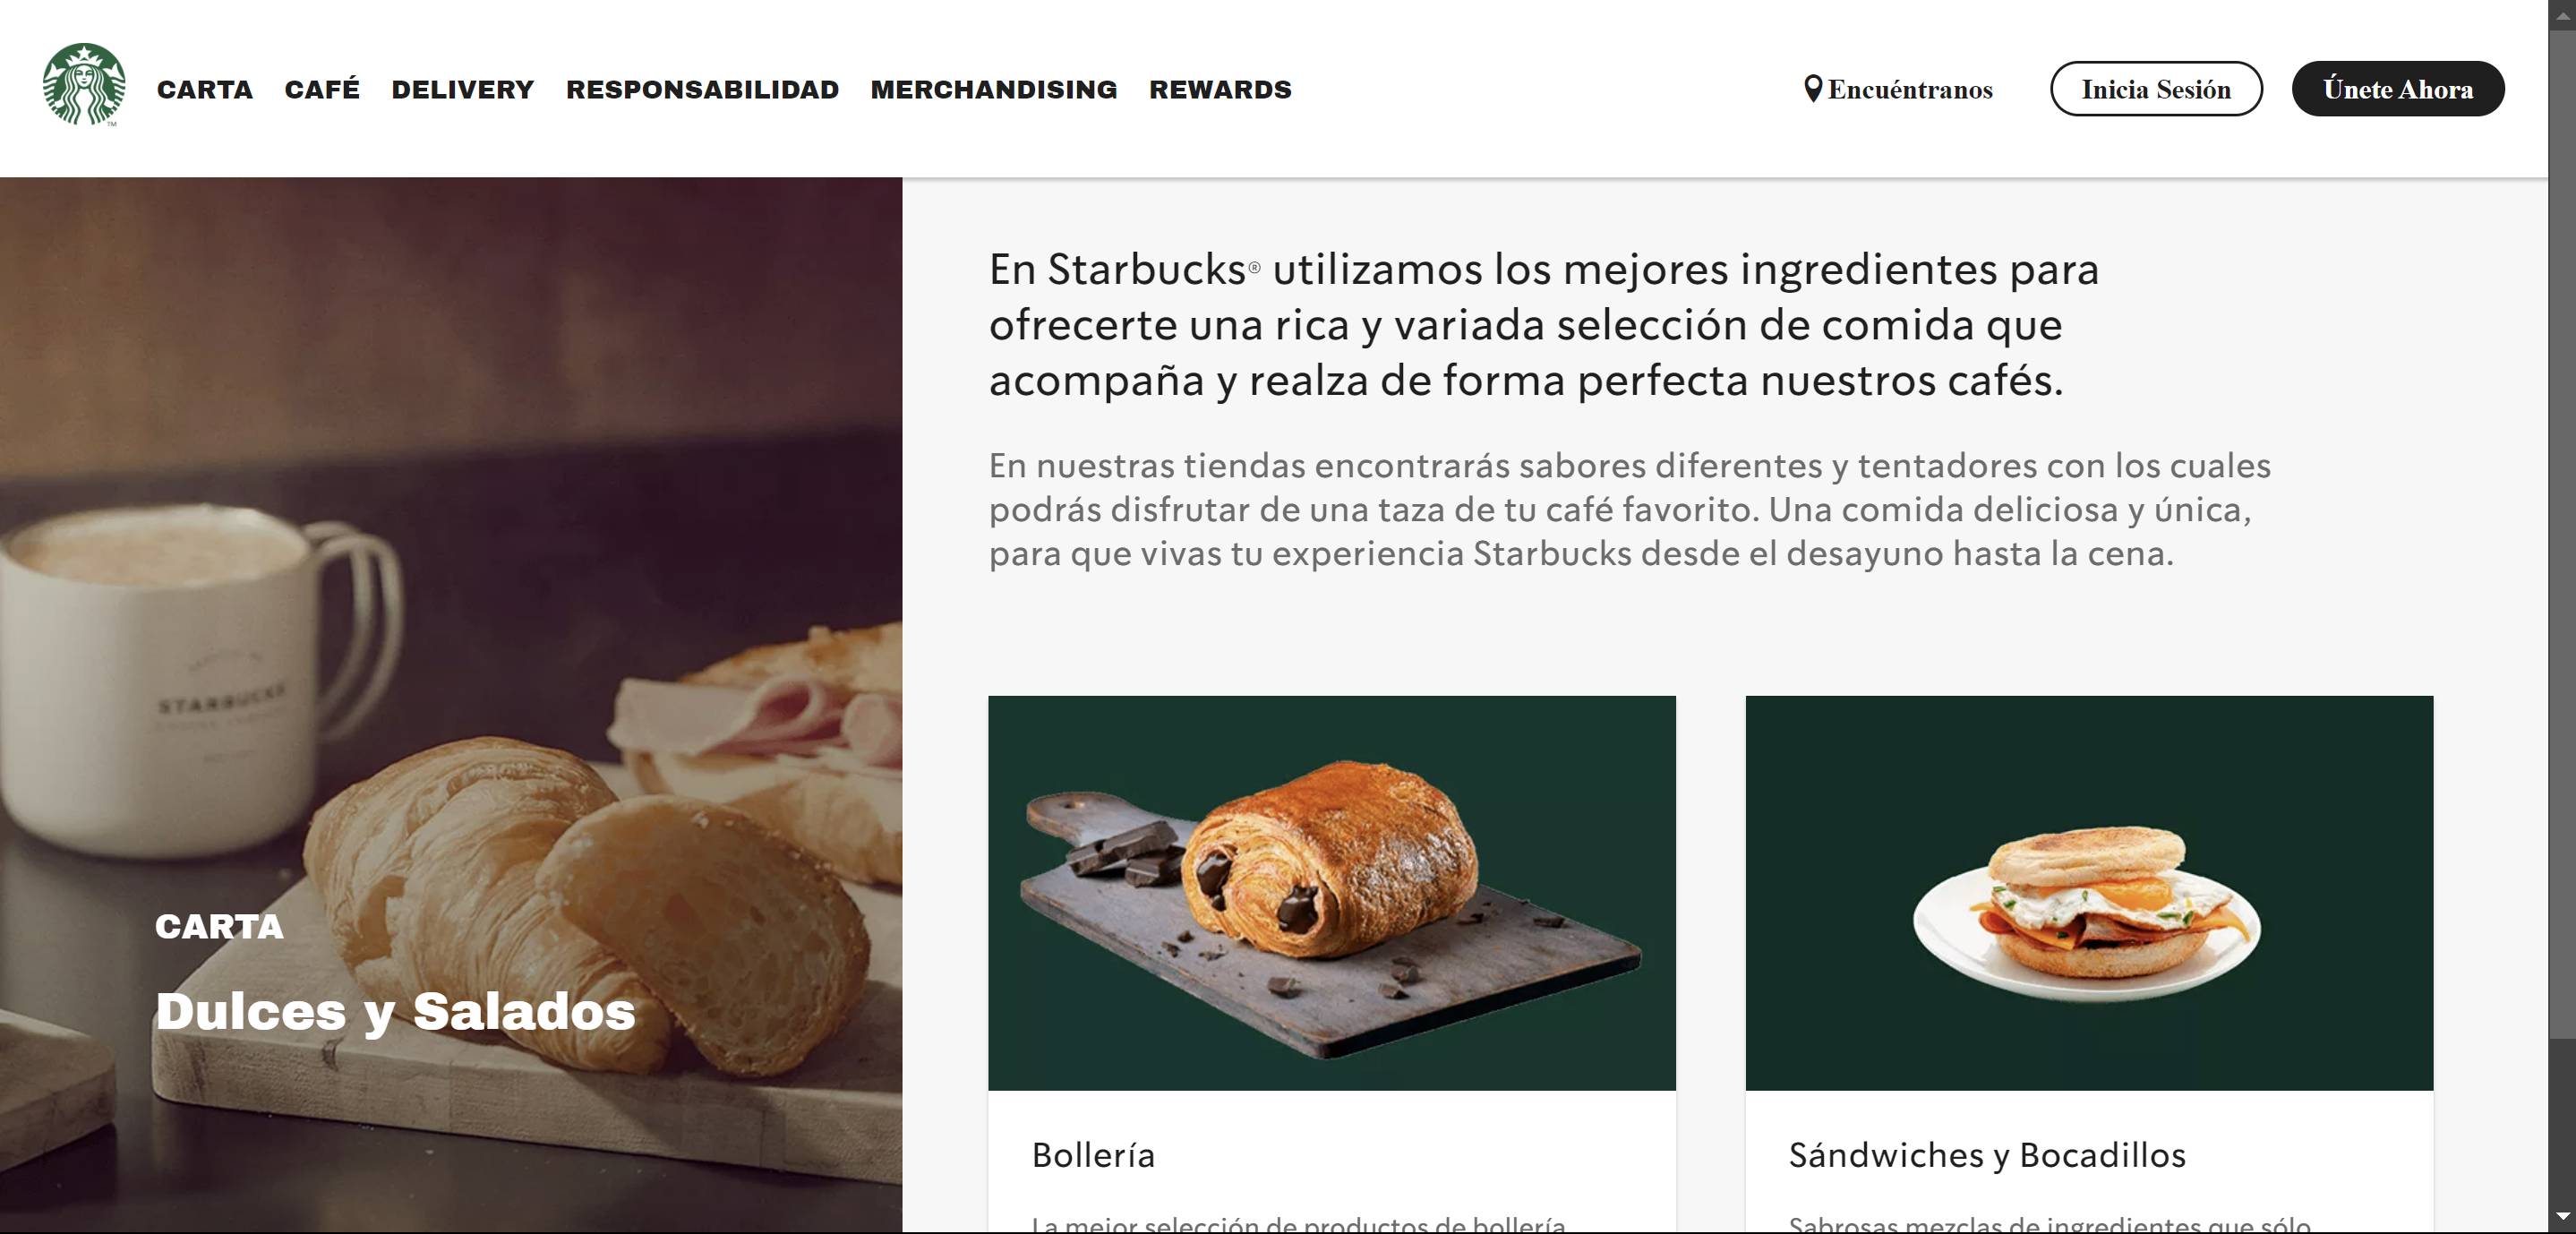 CARTA CAFÉ DELIVERY RESPONSABILIDAD MERCHANDISING REWARDS Encuéntranos Inicia Sesión Únete Ahora
TM
En Starbucks® utilizamos los mejores ingredientes para
ofrecerte una rica y variada selección de comida que
acompaña y realza de forma perfecta nuestros cafés.
En nuestras tiendas encontrarás sabores diferentes y tentadores con los cuales
podrás disfrutar de una taza de tu café favorito. Una comida deliciosa y única,
para que vivas tu experiencia Starbucks desde el desayuno hasta la cena.
STARBUCKS
CARTA
Dulces y Salados
Bollería
Sándwiches y Bocadillos
La mejor selección de productos de bollería
Sabrosas mezclas de ingredientes que sólo